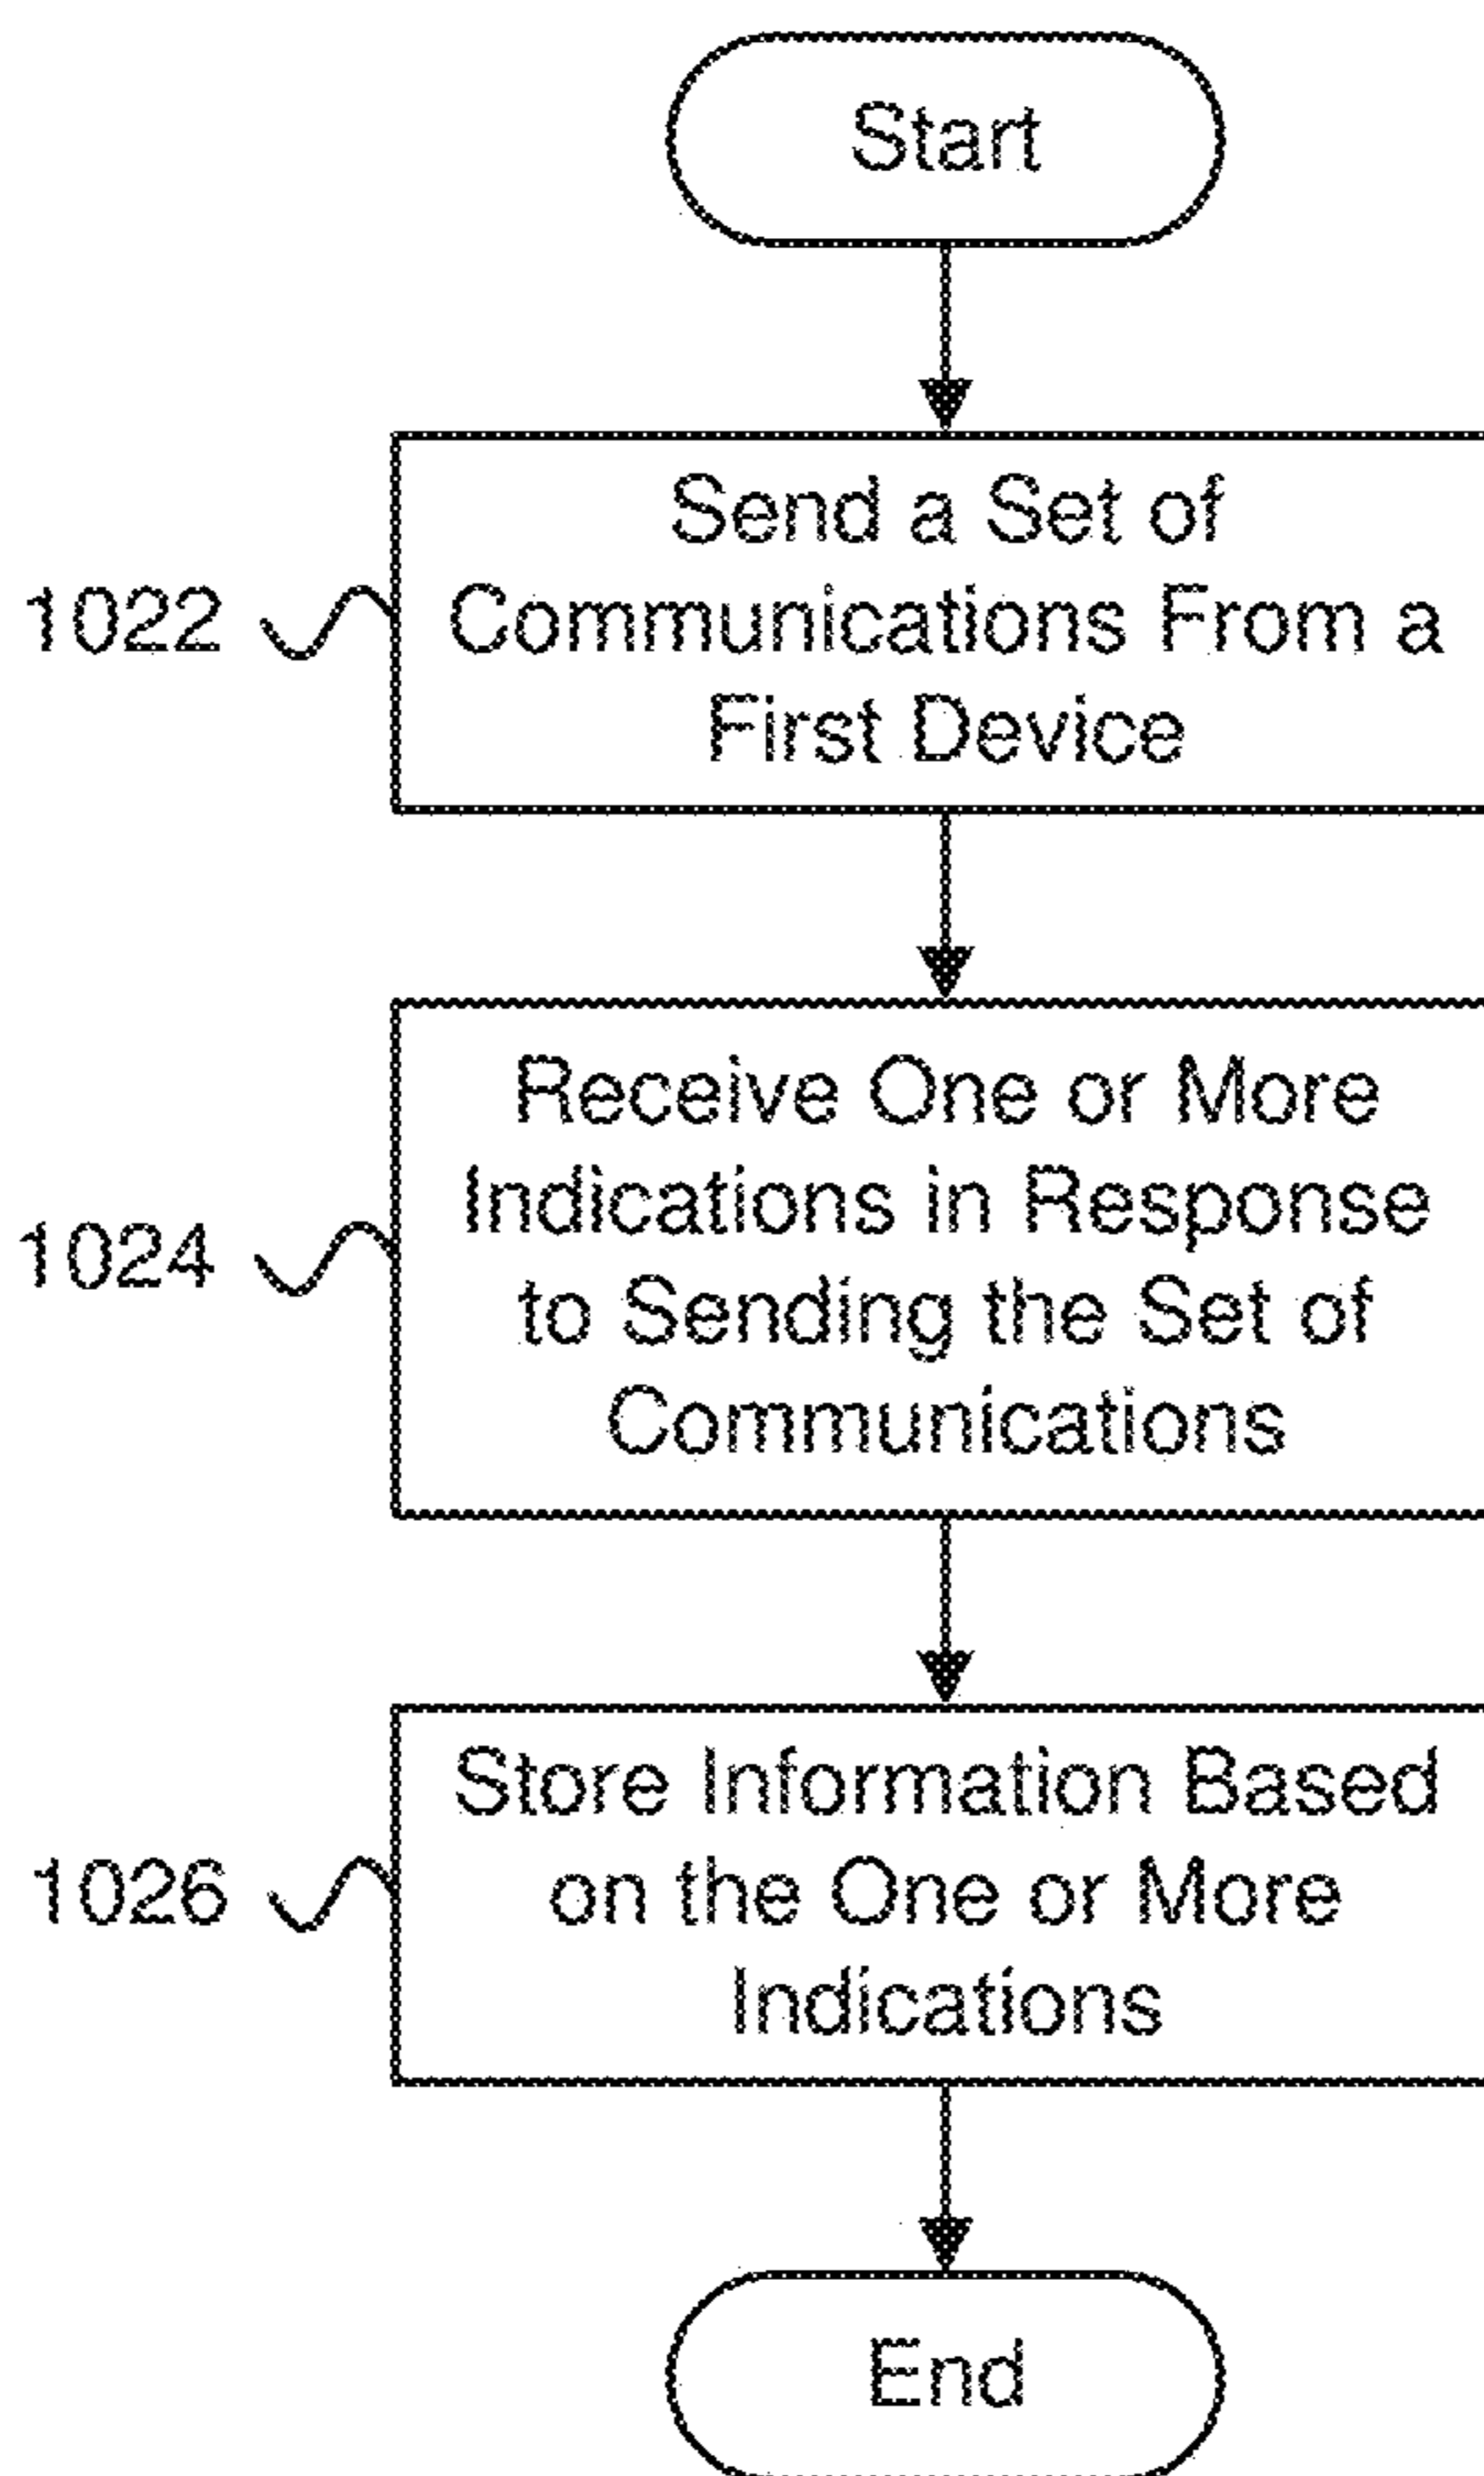 Start
Send a Set of
1022 Communications From a
First Device
Receive One or More
Indications in Response
1024
to Sending the Set of
Communications
Store Information Based
1026 on the One or More
Indications
End